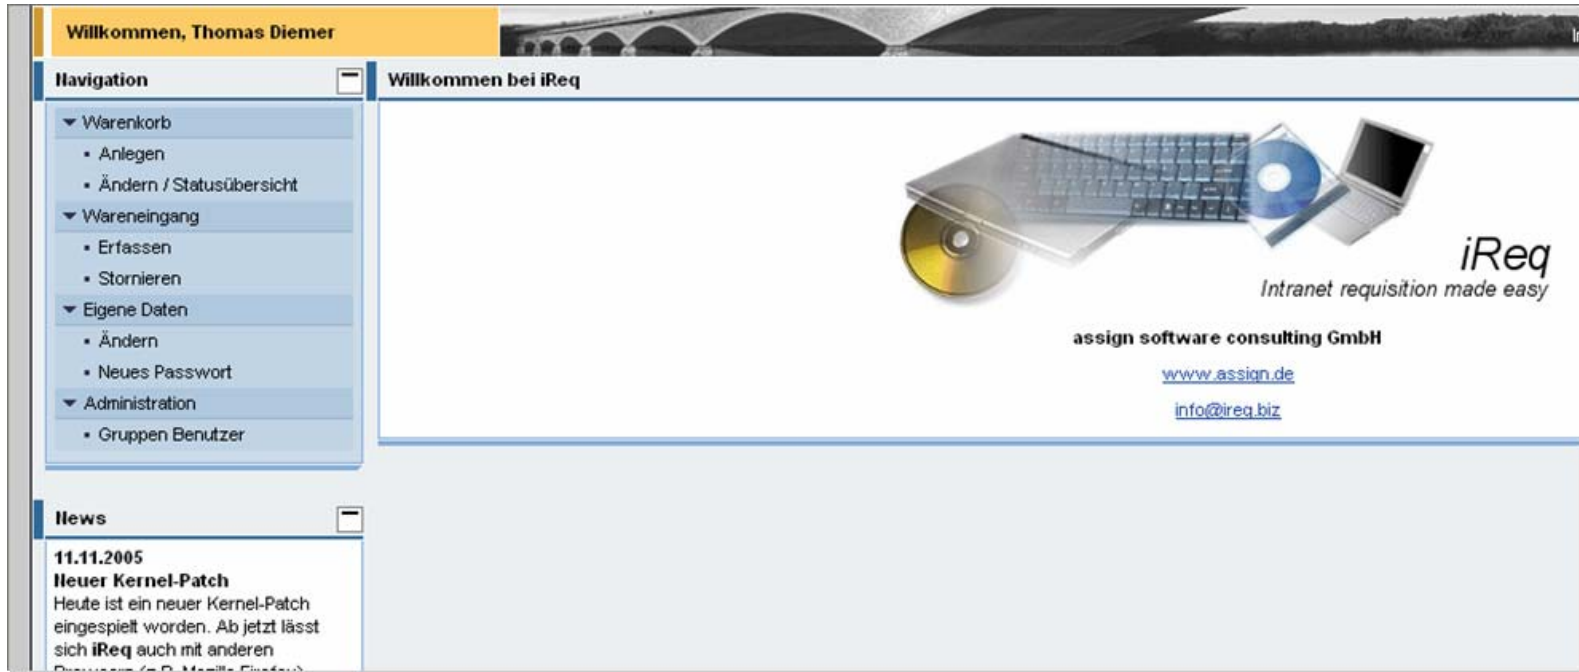 Willkommen, Thomas Diemer
Navigation
Warenkorb
Anlegen
Ändern / Statusübersicht
Wareneingang
Erfassen
Stornieren
Eigene Daten
Ändern
Neues Passwort
Administration
Gruppen Benutzer
News
11.11.2005
Neuer Kernel-Patch
Heute ist ein neuer Kernel-Patch
eingespielt worden. Ab jetzt lässt
sich iReq auch mit anderen
Willkommen bei iReq
iReq
Intranet requisition made easy
assign software consulting GmbH
www.assign.de
info@ireq.biz